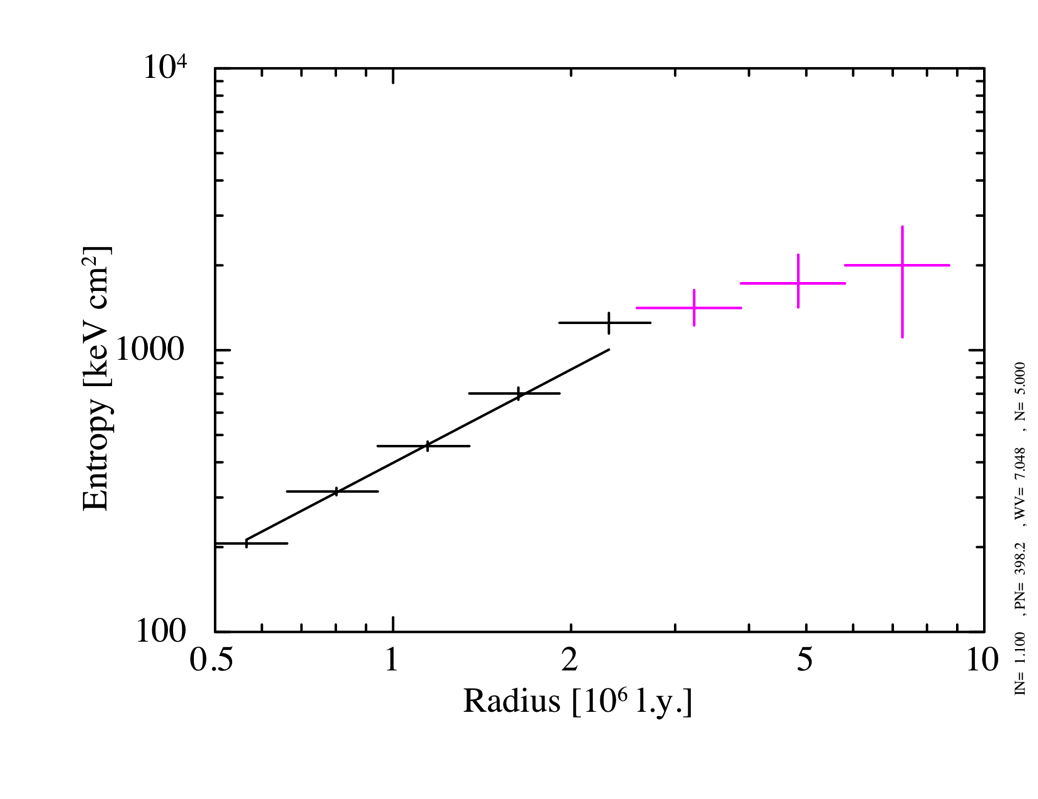 10⁴
1000
100
Entropy [keV cm²]
0.5 1 2 5 10
Radius [10⁶ l.y.]
IN= 1.100 , PN= 398.2 , WV= 7.048 , N= 5.000